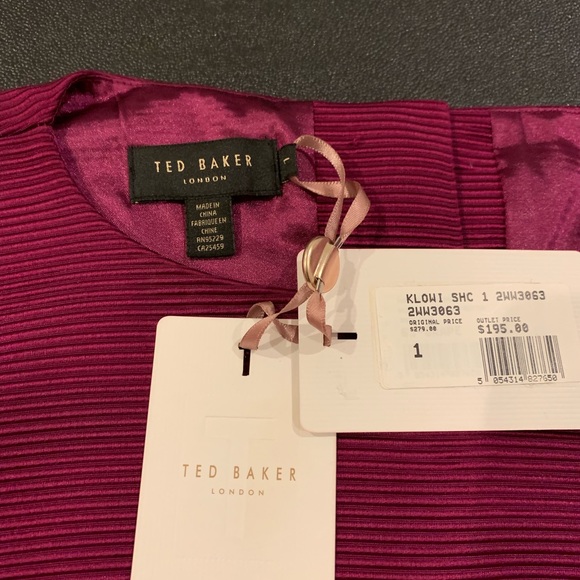 TED BAKER
LONDON
MADE IN
CHINA
FABRIQUE EN
CHINE
RN95229
CA25459
KLOWI SHC 1 2WW3063
2WW3063
ORIGINAL PRICE OUTLET PRICE
$279.00 $195.00
1
5 054314 827650
TED BAKER
LONDON